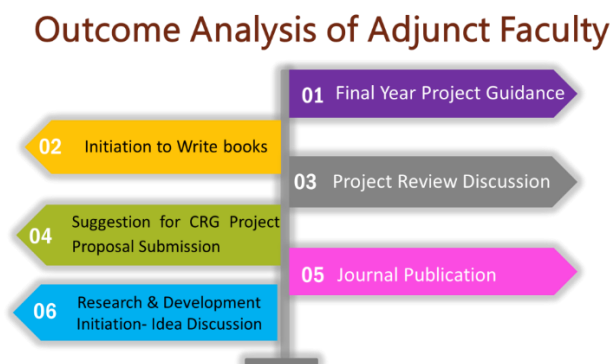 Outcome Analysis of Adjunct Faculty
01 Final Year Project Guidance
02 Initiation to Write books
03 Project Review Discussion
04 Suggestion for CRG Project
Proposal Submission
05 Journal Publication
06 Research & Development
Initiation- Idea Discussion